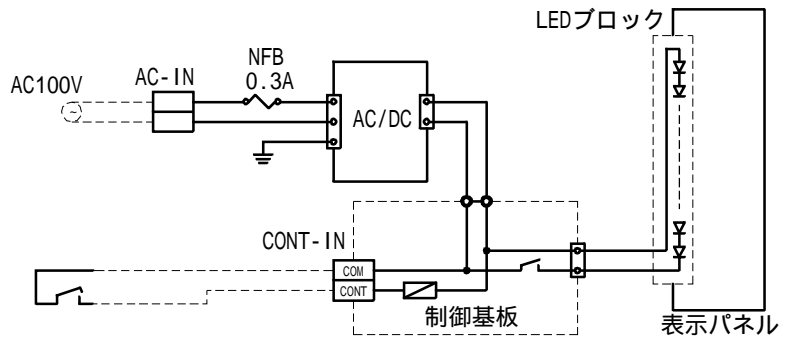 LEDブロック
NFB
0.3A
AC-IN
AC100V
AC/DC
CONT-IN
COM
CONT
制御基板
表示パネル